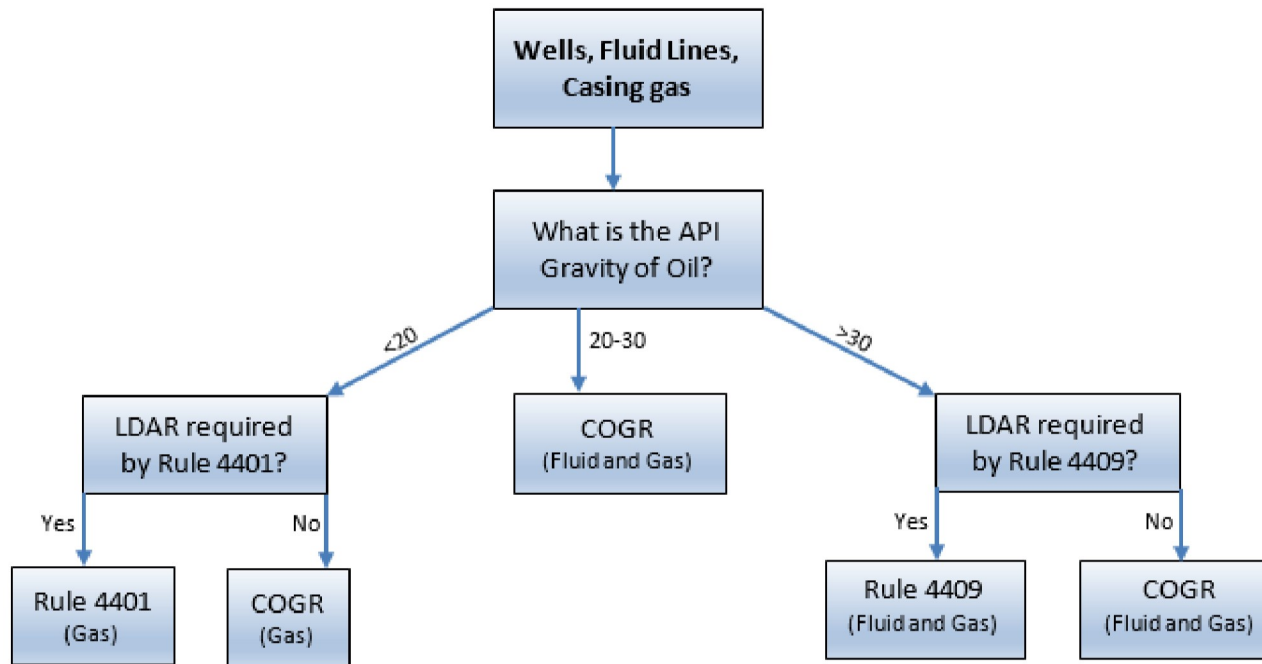 Wells, Fluid Lines,
Casing gas
What is the API
Gravity of Oil?
<20
20-30
>30
LDAR required
by Rule 4401?
COGR
(Fluid and Gas)
LDAR required
by Rule 4409?
Yes
No
Yes
No
Rule 4401
(Gas)
COGR
(Gas)
Rule 4409
(Fluid and Gas)
COGR
(Fluid and Gas)